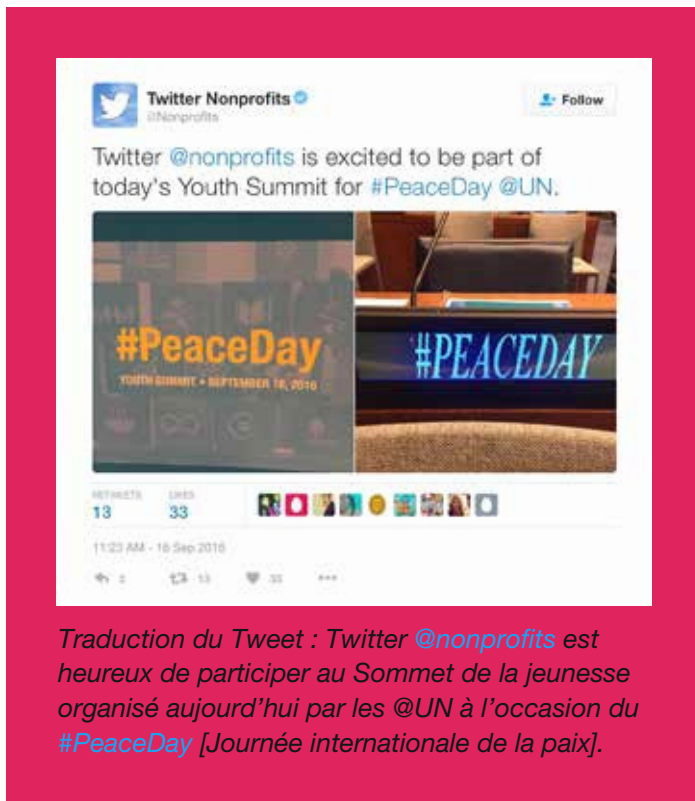 Twitter Nonprofits
@Nonprofits
Follow
Twitter @nonprofits is excited to be part of
today's Youth Summit for #PeaceDay @UN.
#PeaceDay
YOUTH SUMMIT • SEPTEMBER 16, 2016
#PEACEDAY
RETWEETS LIKES
13 33
11:23 AM - 16 Sep 2016
13 33 •••
Traduction du Tweet : Twitter @nonprofits est
heureux de participer au Sommet de la jeunesse
organisé aujourd’hui par les @UN à l’occasion du
#PeaceDay [Journée internationale de la paix].